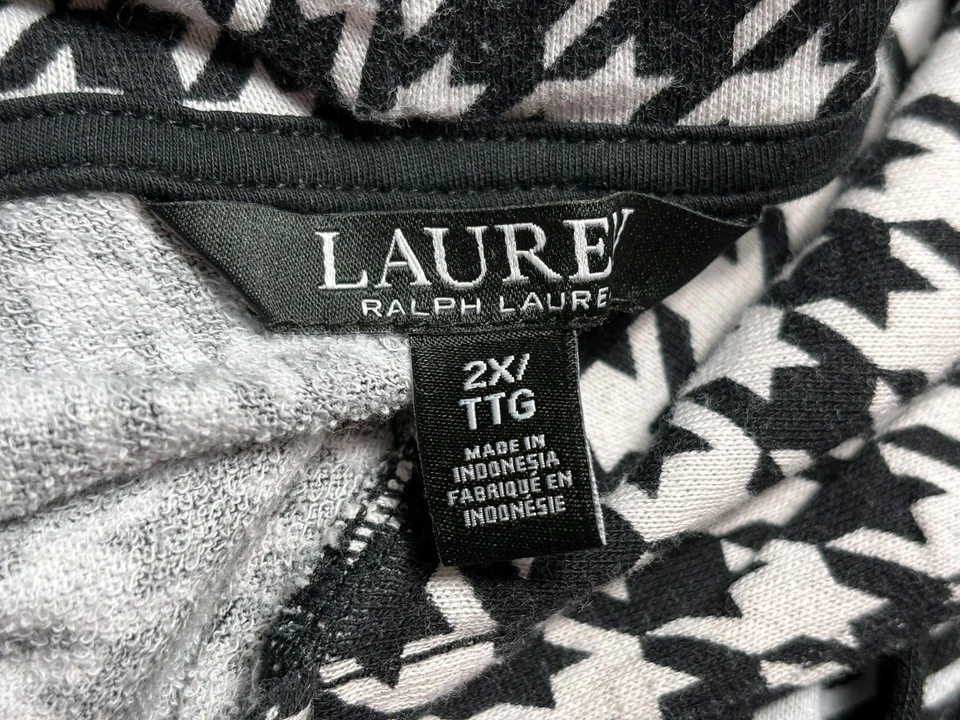 LAURE
RALPH LAURE
2X/
TTG
MADE IN
INDONESIA
FABRIQUÉ EN
INDONÉSIE